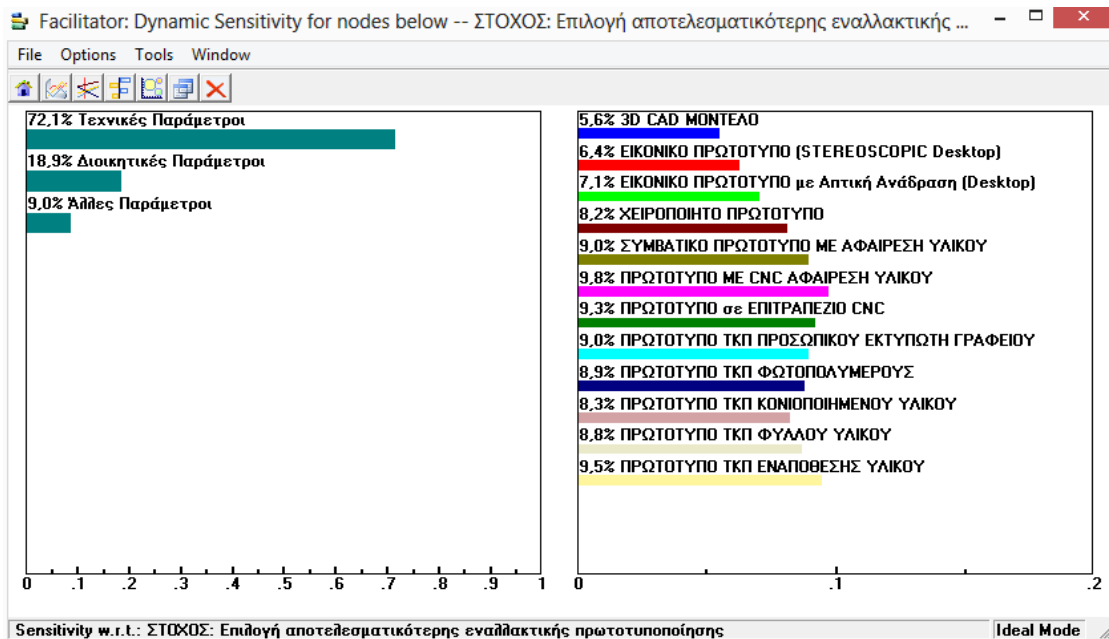 Facilitator: Dynamic Sensitivity for nodes below -- ΣΤΟΧΟΣ: Επιλογή αποτελεσματικότερης εναλλακτικής ...
File Options Tools Window
72,1% Τεχνικές Παράμετροι
18,9% Διοικητικές Παράμετροι
9,0% Άλλες Παράμετροι
0 .1 .2 .3 .4 .5 .6 .7 .8 .9 1
5,6% 3D CAD ΜΟΝΤΕΛΟ
6,4% ΕΙΚΟΝΙΚΟ ΠΡΩΤΟΤΥΠΟ (STEREOSCOPIC Desktop)
7,1% ΕΙΚΟΝΙΚΟ ΠΡΩΤΟΤΥΠΟ με Απτική Ανάδραση (Desktop)
8,2% ΧΕΙΡΟΠΟΙΗΤΟ ΠΡΩΤΟΤΥΠΟ
9,0% ΣΥΜΒΑΤΙΚΟ ΠΡΩΤΟΤΥΠΟ ΜΕ ΑΦΑΙΡΕΣΗ ΥΛΙΚΟΥ
9,8% ΠΡΩΤΟΤΥΠΟ ΜΕ CNC ΑΦΑΙΡΕΣΗ ΥΛΙΚΟΥ
9,3% ΠΡΩΤΟΤΥΠΟ σε ΕΠΙΤΡΑΠΕΖΙΟ CNC
9,0% ΠΡΩΤΟΤΥΠΟ ΤΚΠ ΠΡΟΣΩΠΙΚΟΥ ΕΚΤΥΠΩΤΗ ΓΡΑΦΕΙΟΥ
8,9% ΠΡΩΤΟΤΥΠΟ ΤΚΠ ΦΩΤΟΠΟΛΥΜΕΡΟΥΣ
8,3% ΠΡΩΤΟΤΥΠΟ ΤΚΠ ΚΟΝΙΟΠΟΙΗΜΕΝΟΥ ΥΛΙΚΟΥ
8,8% ΠΡΩΤΟΤΥΠΟ ΤΚΠ ΦΥΛΛΟΥ ΥΛΙΚΟΥ
9,5% ΠΡΩΤΟΤΥΠΟ ΤΚΠ ΕΝΑΠΟΘΕΣΗΣ ΥΛΙΚΟΥ
0 .1 .2
Sensitivity w.r.t.: ΣΤΟΧΟΣ: Επιλογή αποτελεσματικότερης εναλλακτικής πρωτοτυποποίησης
Ideal Mode